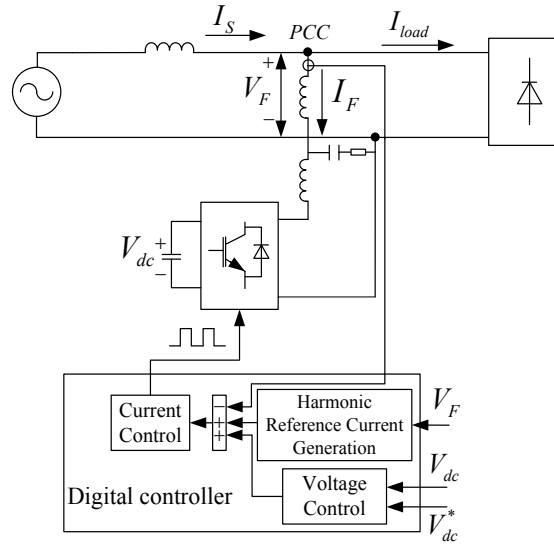 I_S
PCC
I_load
+
V_F
−
I_F
V_dc
+
−
Current
Control
−
+
+
Harmonic
Reference Current
Generation
V_F
Digital controller
Voltage
Control
V_dc
V_dc^*